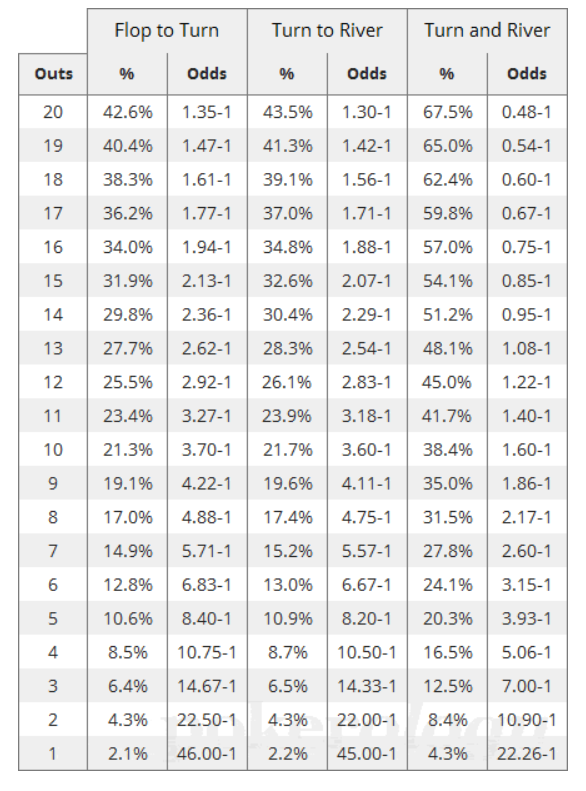 Flop to Turn Turn to River Turn and River
Outs % Odds % Odds % Odds
20 42.6% 1.35-1 43.5% 1.30-1 67.5% 0.48-1
19 40.4% 1.47-1 41.3% 1.42-1 65.0% 0.54-1
18 38.3% 1.61-1 39.1% 1.56-1 62.4% 0.60-1
17 36.2% 1.77-1 37.0% 1.71-1 59.8% 0.67-1
16 34.0% 1.94-1 34.8% 1.88-1 57.0% 0.75-1
15 31.9% 2.13-1 32.6% 2.07-1 54.1% 0.85-1
14 29.8% 2.36-1 30.4% 2.29-1 51.2% 0.95-1
13 27.7% 2.62-1 28.3% 2.54-1 48.1% 1.08-1
12 25.5% 2.92-1 26.1% 2.83-1 45.0% 1.22-1
11 23.4% 3.27-1 23.9% 3.18-1 41.7% 1.40-1
10 21.3% 3.70-1 21.7% 3.60-1 38.4% 1.60-1
9 19.1% 4.22-1 19.6% 4.11-1 35.0% 1.86-1
8 17.0% 4.88-1 17.4% 4.75-1 31.5% 2.17-1
7 14.9% 5.71-1 15.2% 5.57-1 27.8% 2.60-1
6 12.8% 6.83-1 13.0% 6.67-1 24.1% 3.15-1
5 10.6% 8.40-1 10.9% 8.20-1 20.3% 3.93-1
4 8.5% 10.75-1 8.7% 10.50-1 16.5% 5.06-1
3 6.4% 14.67-1 6.5% 14.33-1 12.5% 7.00-1
2 4.3% 22.50-1 4.3% 22.00-1 8.4% 10.90-1
1 2.1% 46.00-1 2.2% 45.00-1 4.3% 22.26-1